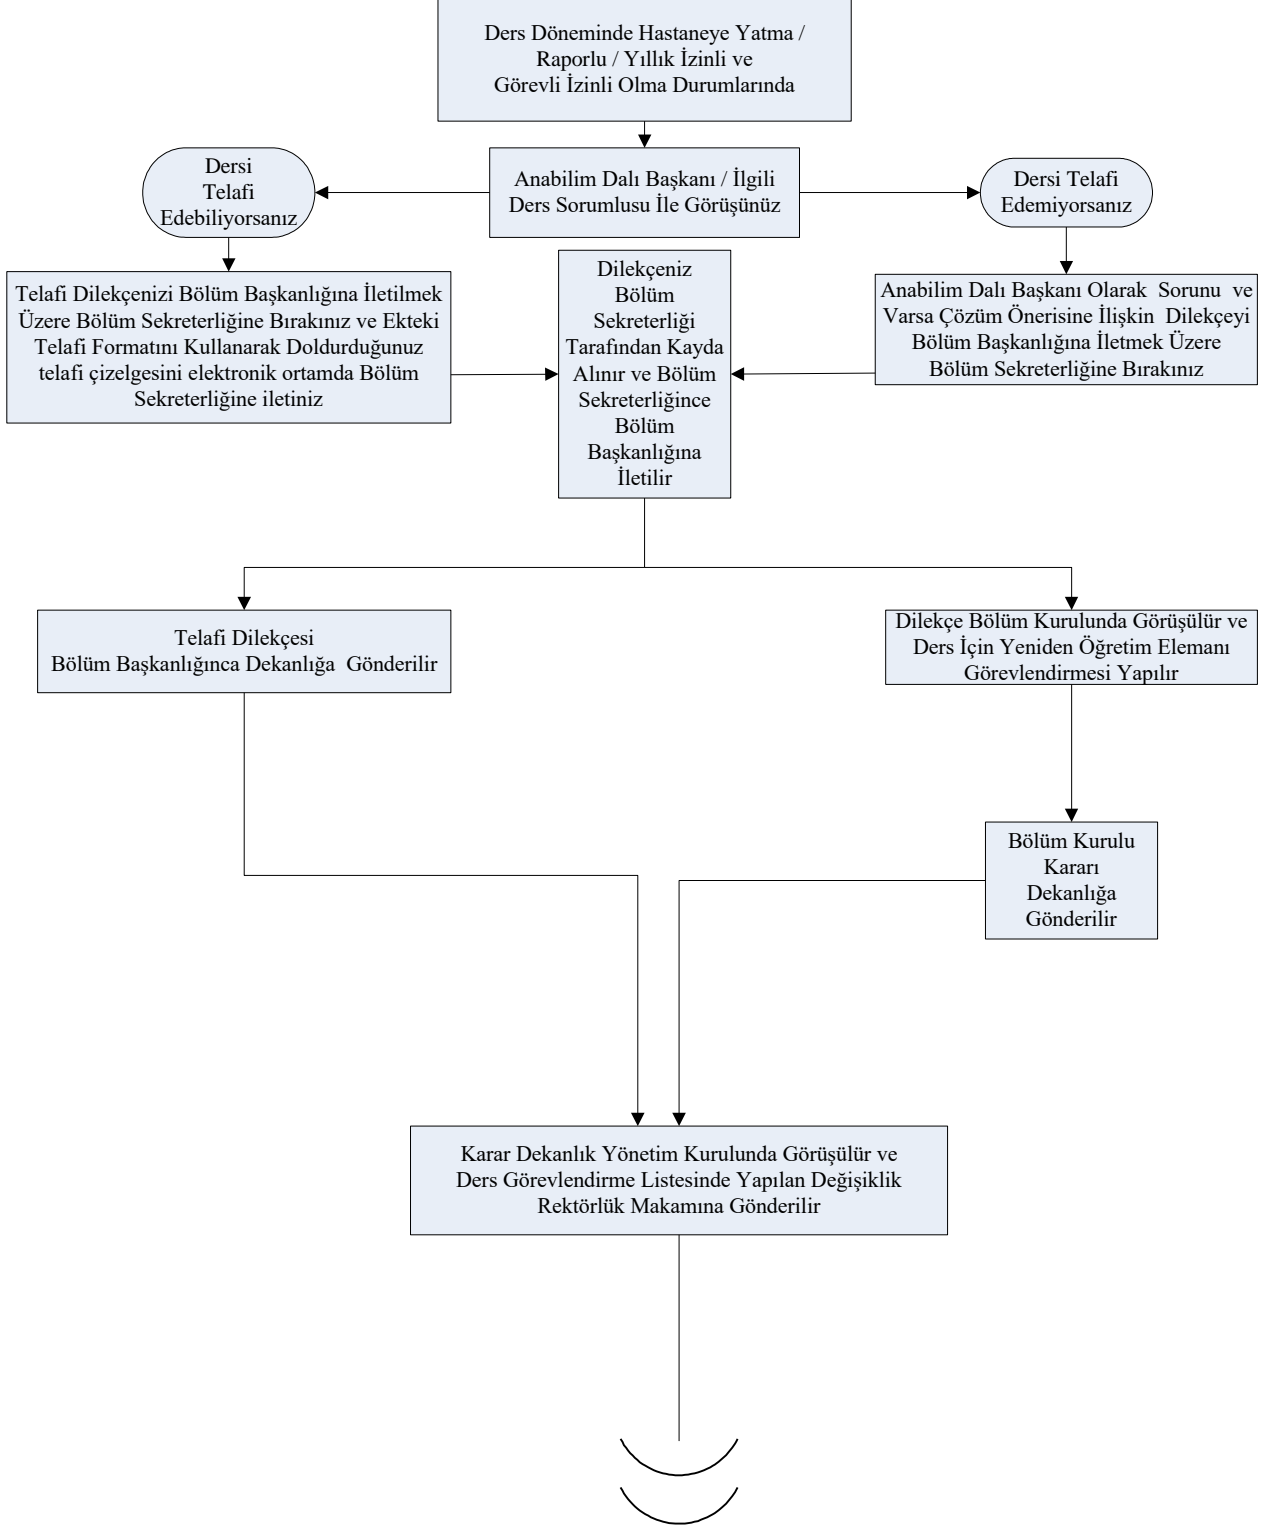 Ders Döneminde Hastaneye Yatma /
Raporlu / Yıllık İzinli ve
Görevli İzinli Olma Durumlarında
Anabilim Dalı Başkanı / İlgili
Ders Sorumlusu İle Görüşünüz
Dersi
Telafi
Edebiliyorsanız
Dersi Telafi
Edemiyorsanız
Telafi Dilekçenizi Bölüm Başkanlığına İletilmek
Üzere Bölüm Sekreterliğine Bırakınız ve Ekteki
Telafi Formatını Kullanarak Doldurduğunuz
telafi çizelgesini elektronik ortamda Bölüm
Sekreterliğine iletiniz
Dilekçeniz
Bölüm
Sekreterliği
Tarafından Kayda
Alınır ve Bölüm
Sekreterliğince
Bölüm
Başkanlığına
İletilir
Anabilim Dalı Başkanı Olarak Sorunu ve
Varsa Çözüm Önerisine İlişkin Dilekçeyi
Bölüm Başkanlığına İletmek Üzere
Bölüm Sekreterliğine Bırakınız
Telafi Dilekçesi
Bölüm Başkanlığınca Dekanlığa Gönderilir
Dilekçe Bölüm Kurulunda Görüşülür ve
Ders İçin Yeniden Öğretim Elemanı
Görevlendirmesi Yapılır
Bölüm Kurulu
Kararı
Dekanlığa
Gönderilir
Karar Dekanlık Yönetim Kurulunda Görüşülür ve
Ders Görevlendirme Listesinde Yapılan Değişiklik
Rektörlük Makamına Gönderilir